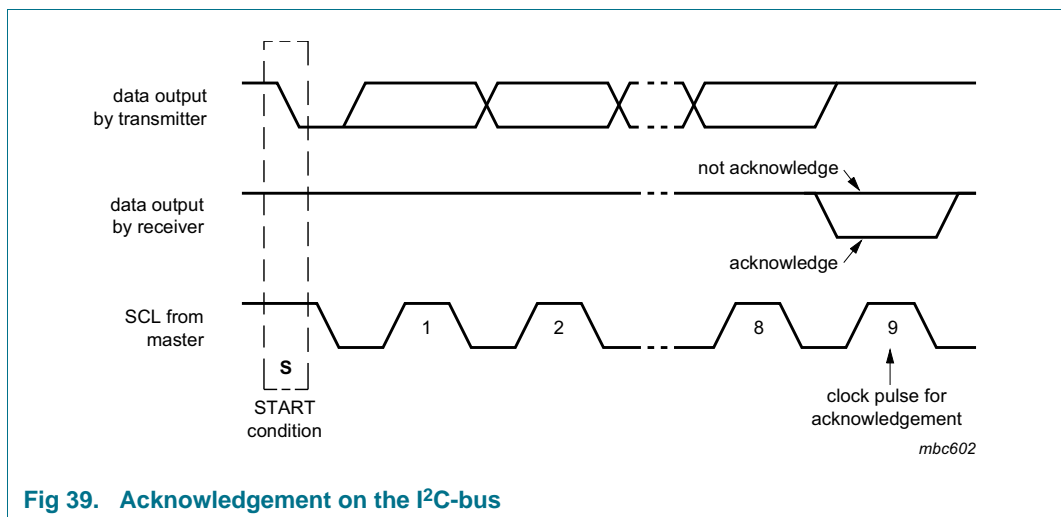 data output
by transmitter
not acknowledge
data output
by receiver
acknowledge
SCL from
master
1
2
8
9
S
START
condition
clock pulse for
acknowledgement
mbc602
Fig 39. Acknowledgement on the I²C-bus